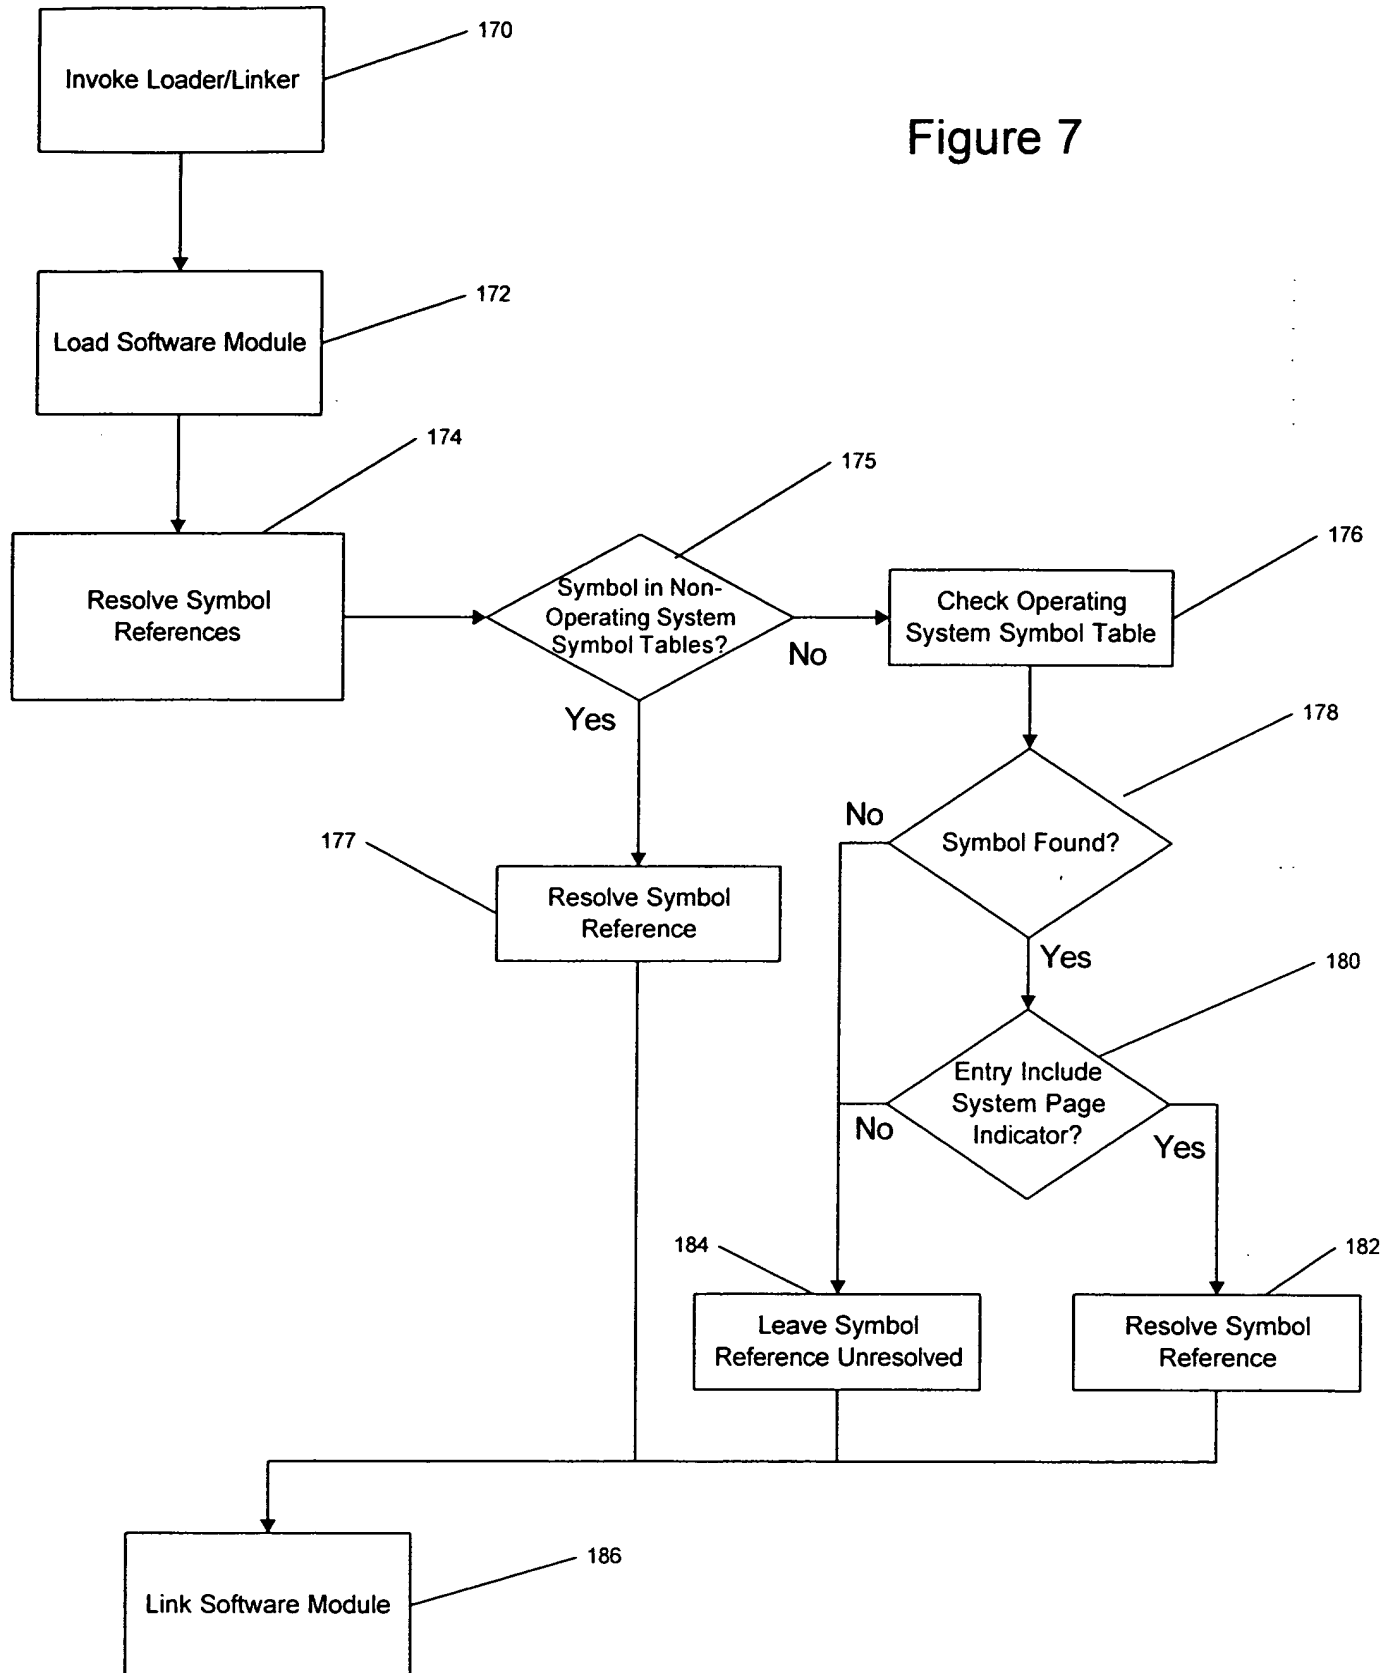 170
Invoke Loader/Linker
Figure 7
172
Load Software Module
174
175
176
Resolve Symbol
References
Symbol in Non-
Operating System
Symbol Tables?
No
Check Operating
System Symbol Table
Yes
178
No
Symbol Found?
177
Resolve Symbol
Reference
Yes
180
Entry Include
System Page
Indicator?
No
Yes
184
182
Leave Symbol
Reference Unresolved
Resolve Symbol
Reference
186
Link Software Module